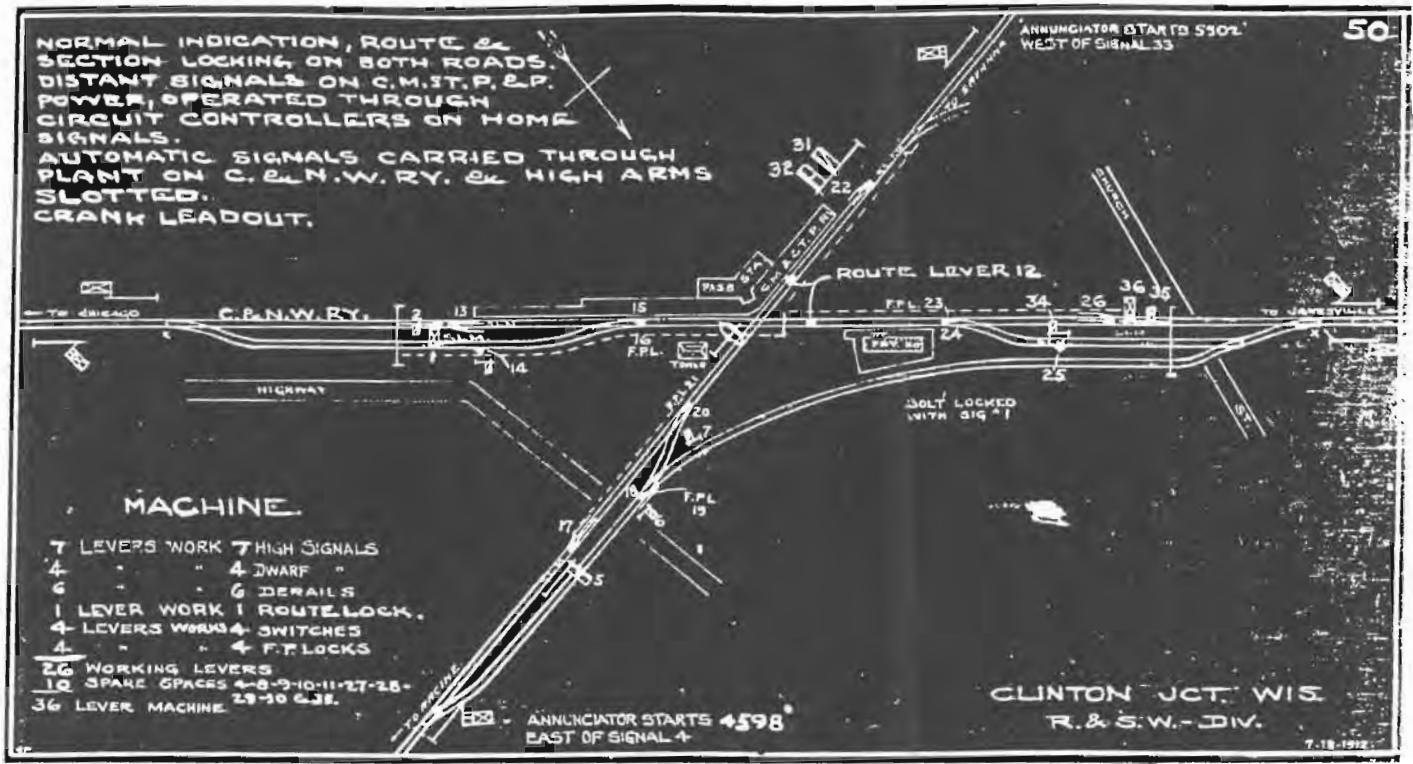 NORMAL INDICATION, ROUTE &
SECTION LOCKING ON BOTH ROADS.
DISTANT SIGNALS ON C.M.ST.P. & P.
POWER, OPERATED THROUGH
CIRCUIT CONTROLLERS ON HOME
SIGNALS.
AUTOMATIC SIGNALS CARRIED THROUGH
PLANT ON C. & N.W. RY. & HIGH ARMS
SLOTTED.
CRANK LEADOUT.
ANNUNCIATOR STARTS 5902'
WEST OF SIGNAL 33
50
31
32
22
CHURCH
PASS STA
ROUTE LEVER 12
TO CHICAGO
C. & N.W. RY.
2
13
15
F.P.L. 23
34
26
36
35
TO JANESVILLE
1
14
16
F.P.L.
TOWER
24
25
HIGHWAY
F.P.L. 21
20
7
BOLT LOCKED
WITH SIG #1
ST.
18
F.P.L.
19
17
5
MACHINE.
7 LEVERS WORK 7 HIGH SIGNALS
4 " " 4 DWARF "
6 " " 6 DERAILS
1 LEVER WORK 1 ROUTE LOCK.
4 LEVERS WORKS 4 SWITCHES
4 " " 4 F.P. LOCKS
26 WORKING LEVERS
10 SPARE SPACES 4-8-9-10-11-27-28-
29-30
36 LEVER MACHINE
TO RACINE
ANNUNCIATOR STARTS 4598'
EAST OF SIGNAL 4
CLINTON JCT. WIS
R. & S.W.-DIV.
7-18-1912